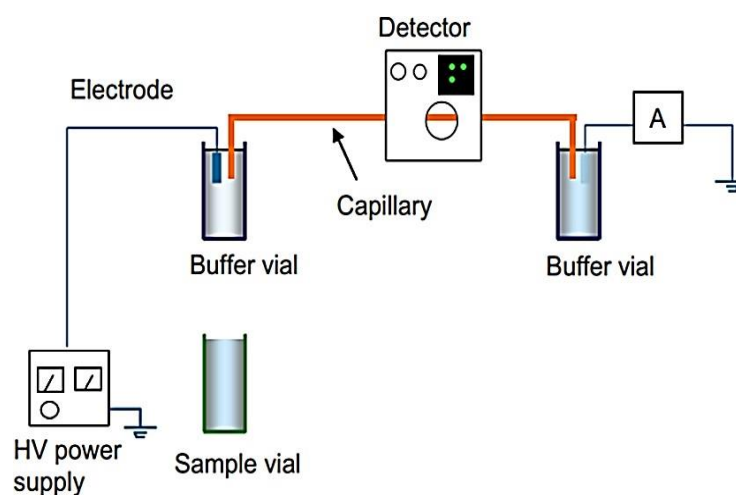 Detector
Electrode
A
Capillary
Buffer vial
Buffer vial
HV power
supply
Sample vial